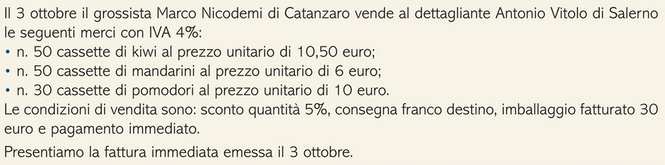 Il 3 ottobre il grossista Marco Nicodemi di Catanzaro vende al dettagliante Antonio Vitolo di Salerno
le seguenti merci con IVA 4%:
• n. 50 cassette di kiwi al prezzo unitario di 10,50 euro;
• n. 50 cassette di mandarini al prezzo unitario di 6 euro;
• n. 30 cassette di pomodori al prezzo unitario di 10 euro.
Le condizioni di vendita sono: sconto quantità 5%, consegna franco destino, imballaggio fatturato 30
euro e pagamento immediato.
Presentiamo la fattura immediata emessa il 3 ottobre.